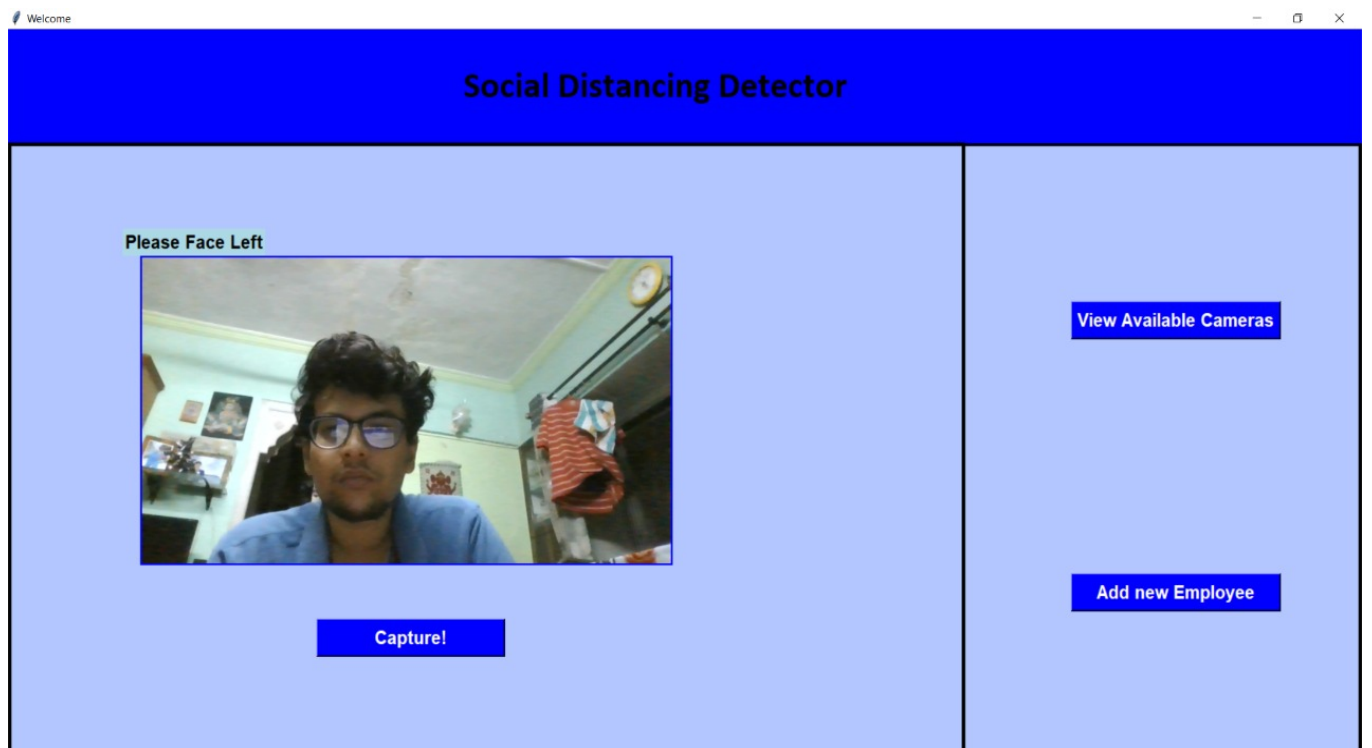 Welcome
Social Distancing Detector
Please Face Left
View Available Cameras
Add new Employee
Capture!